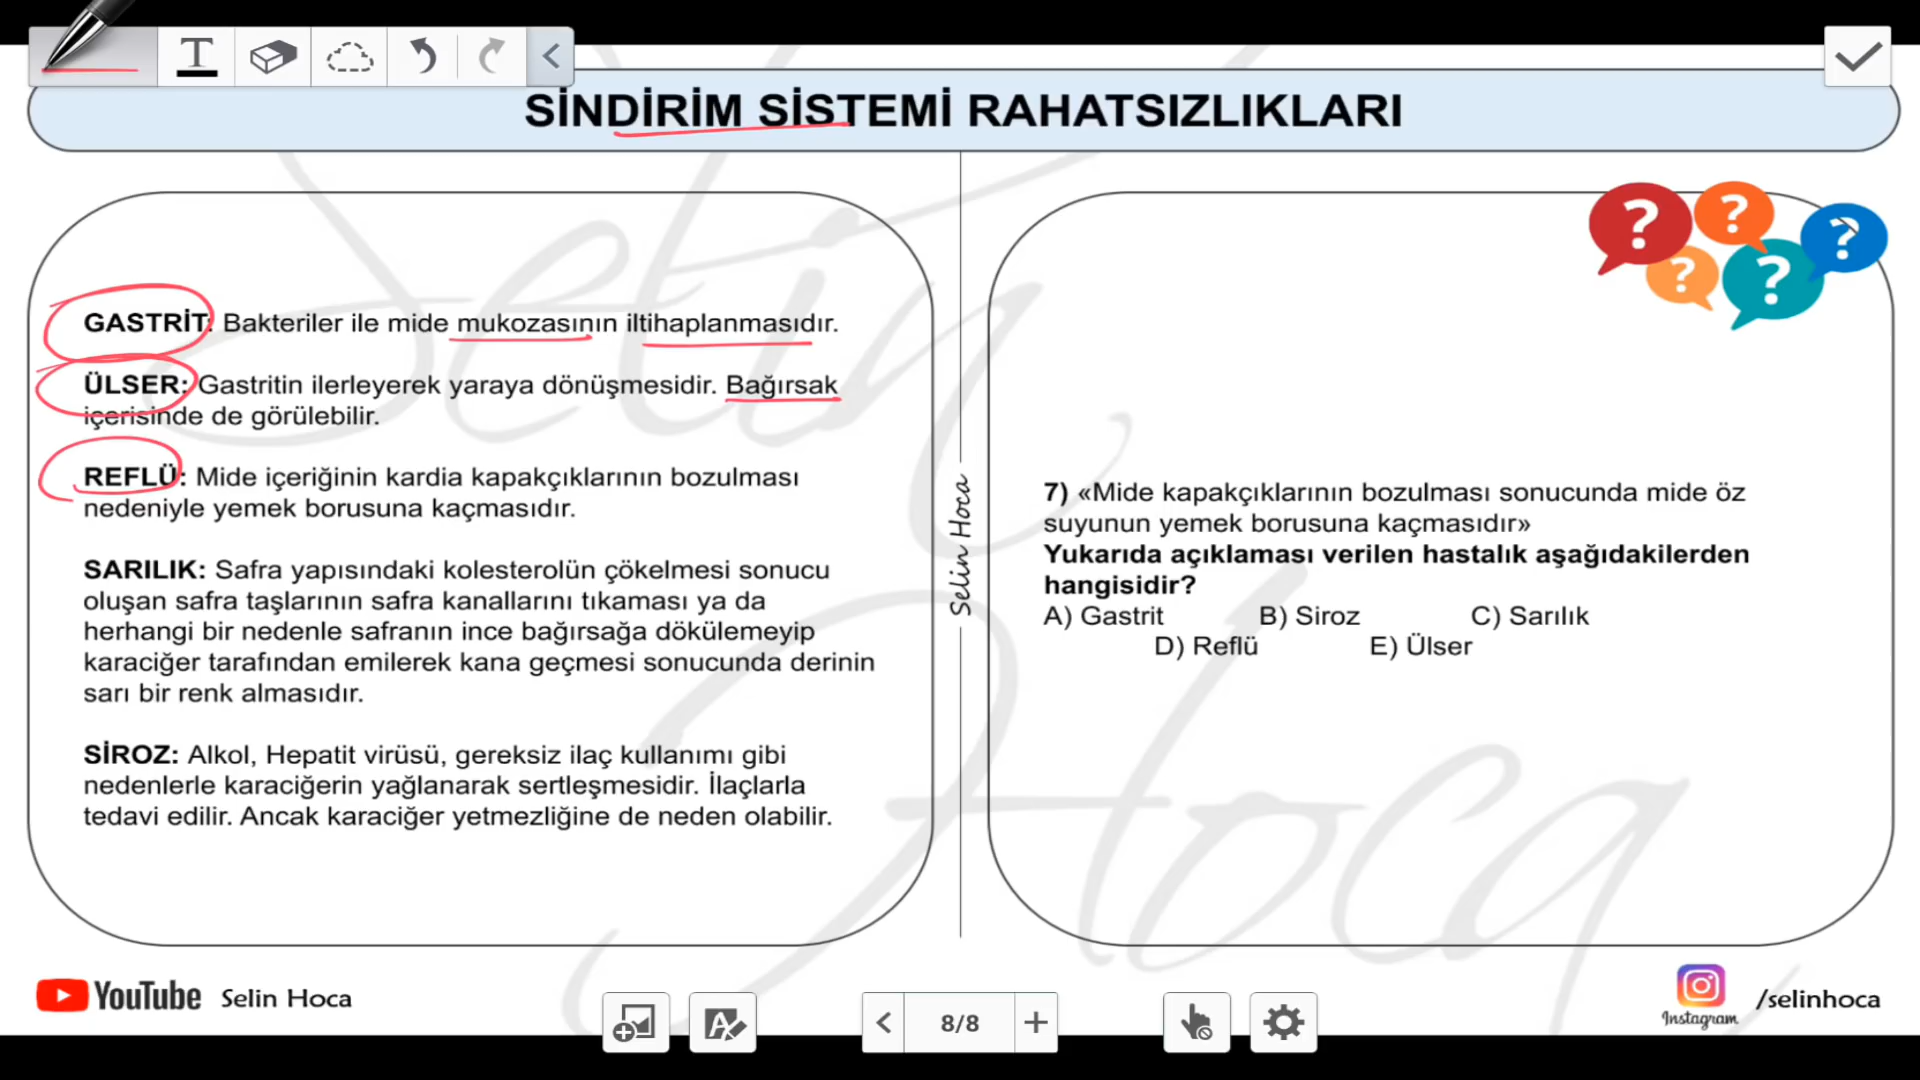 T
SİNDİRİM SİSTEMİ RAHATSIZLIKLARI
GASTRİT: Bakteriler ile mide mukozasının iltihaplanmasıdır.
ÜLSER: Gastritin ilerleyerek yaraya dönüşmesidir. Bağırsak
içerisinde de görülebilir.
REFLÜ: Mide içeriğinin kardia kapakçıklarının bozulması
nedeniyle yemek borusuna kaçmasıdır.
SARILIK: Safra yapısındaki kolesterolün çökelmesi sonucu
oluşan safra taşlarının safra kanallarını tıkaması ya da
herhangi bir nedenle safranın ince bağırsağa dökülemeyip
karaciğer tarafından emilerek kana geçmesi sonucunda derinin
sarı bir renk almasıdır.
SİROZ: Alkol, Hepatit virüsü, gereksiz ilaç kullanımı gibi
nedenlerle karaciğerin yağlanarak sertleşmesidir. İlaçlarla
tedavi edilir. Ancak karaciğer yetmezliğine de neden olabilir.
Selin Hoca
? ? ? ? ?
7) «Mide kapakçıklarının bozulması sonucunda mide öz
suyunun yemek borusuna kaçmasıdır»
Yukarıda açıklaması verilen hastalık aşağıdakilerden
hangisidir?
A) Gastrit B) Siroz C) Sarılık
D) Reflü E) Ülser
Selin Hoca
YouTube Selin Hoca
A
8/8
Instagram /selinhoca